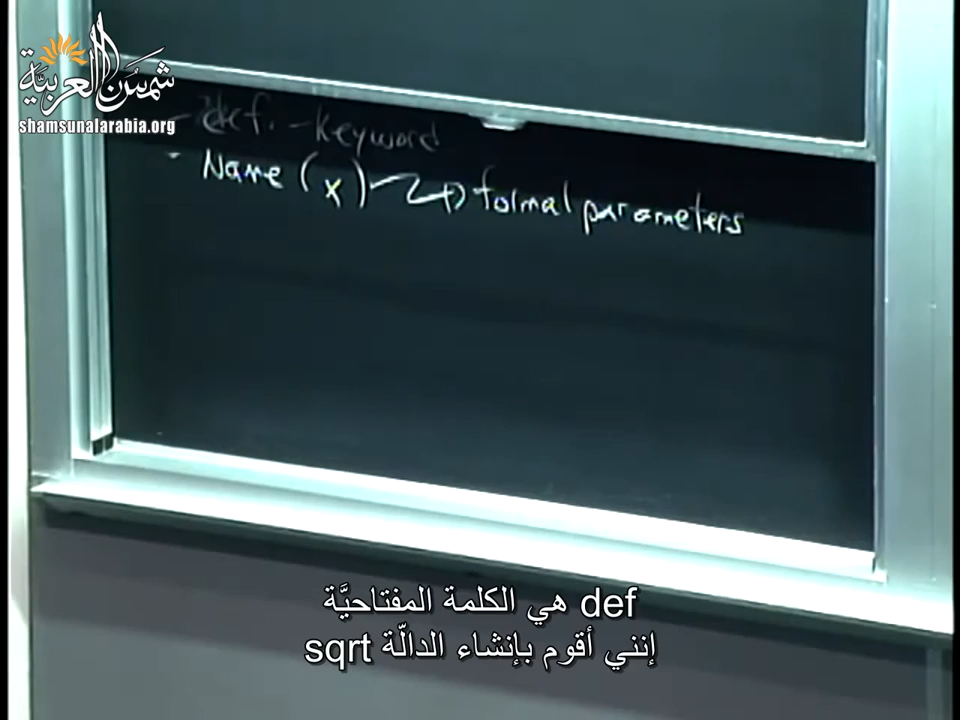 شمس العربية
shamsunalarabia.org
- def. - keyword
- Name (x) formal parameters
def هي الكلمة المفتاحيَّة
إنني أقوم بإنشاء الدالّة sqrt